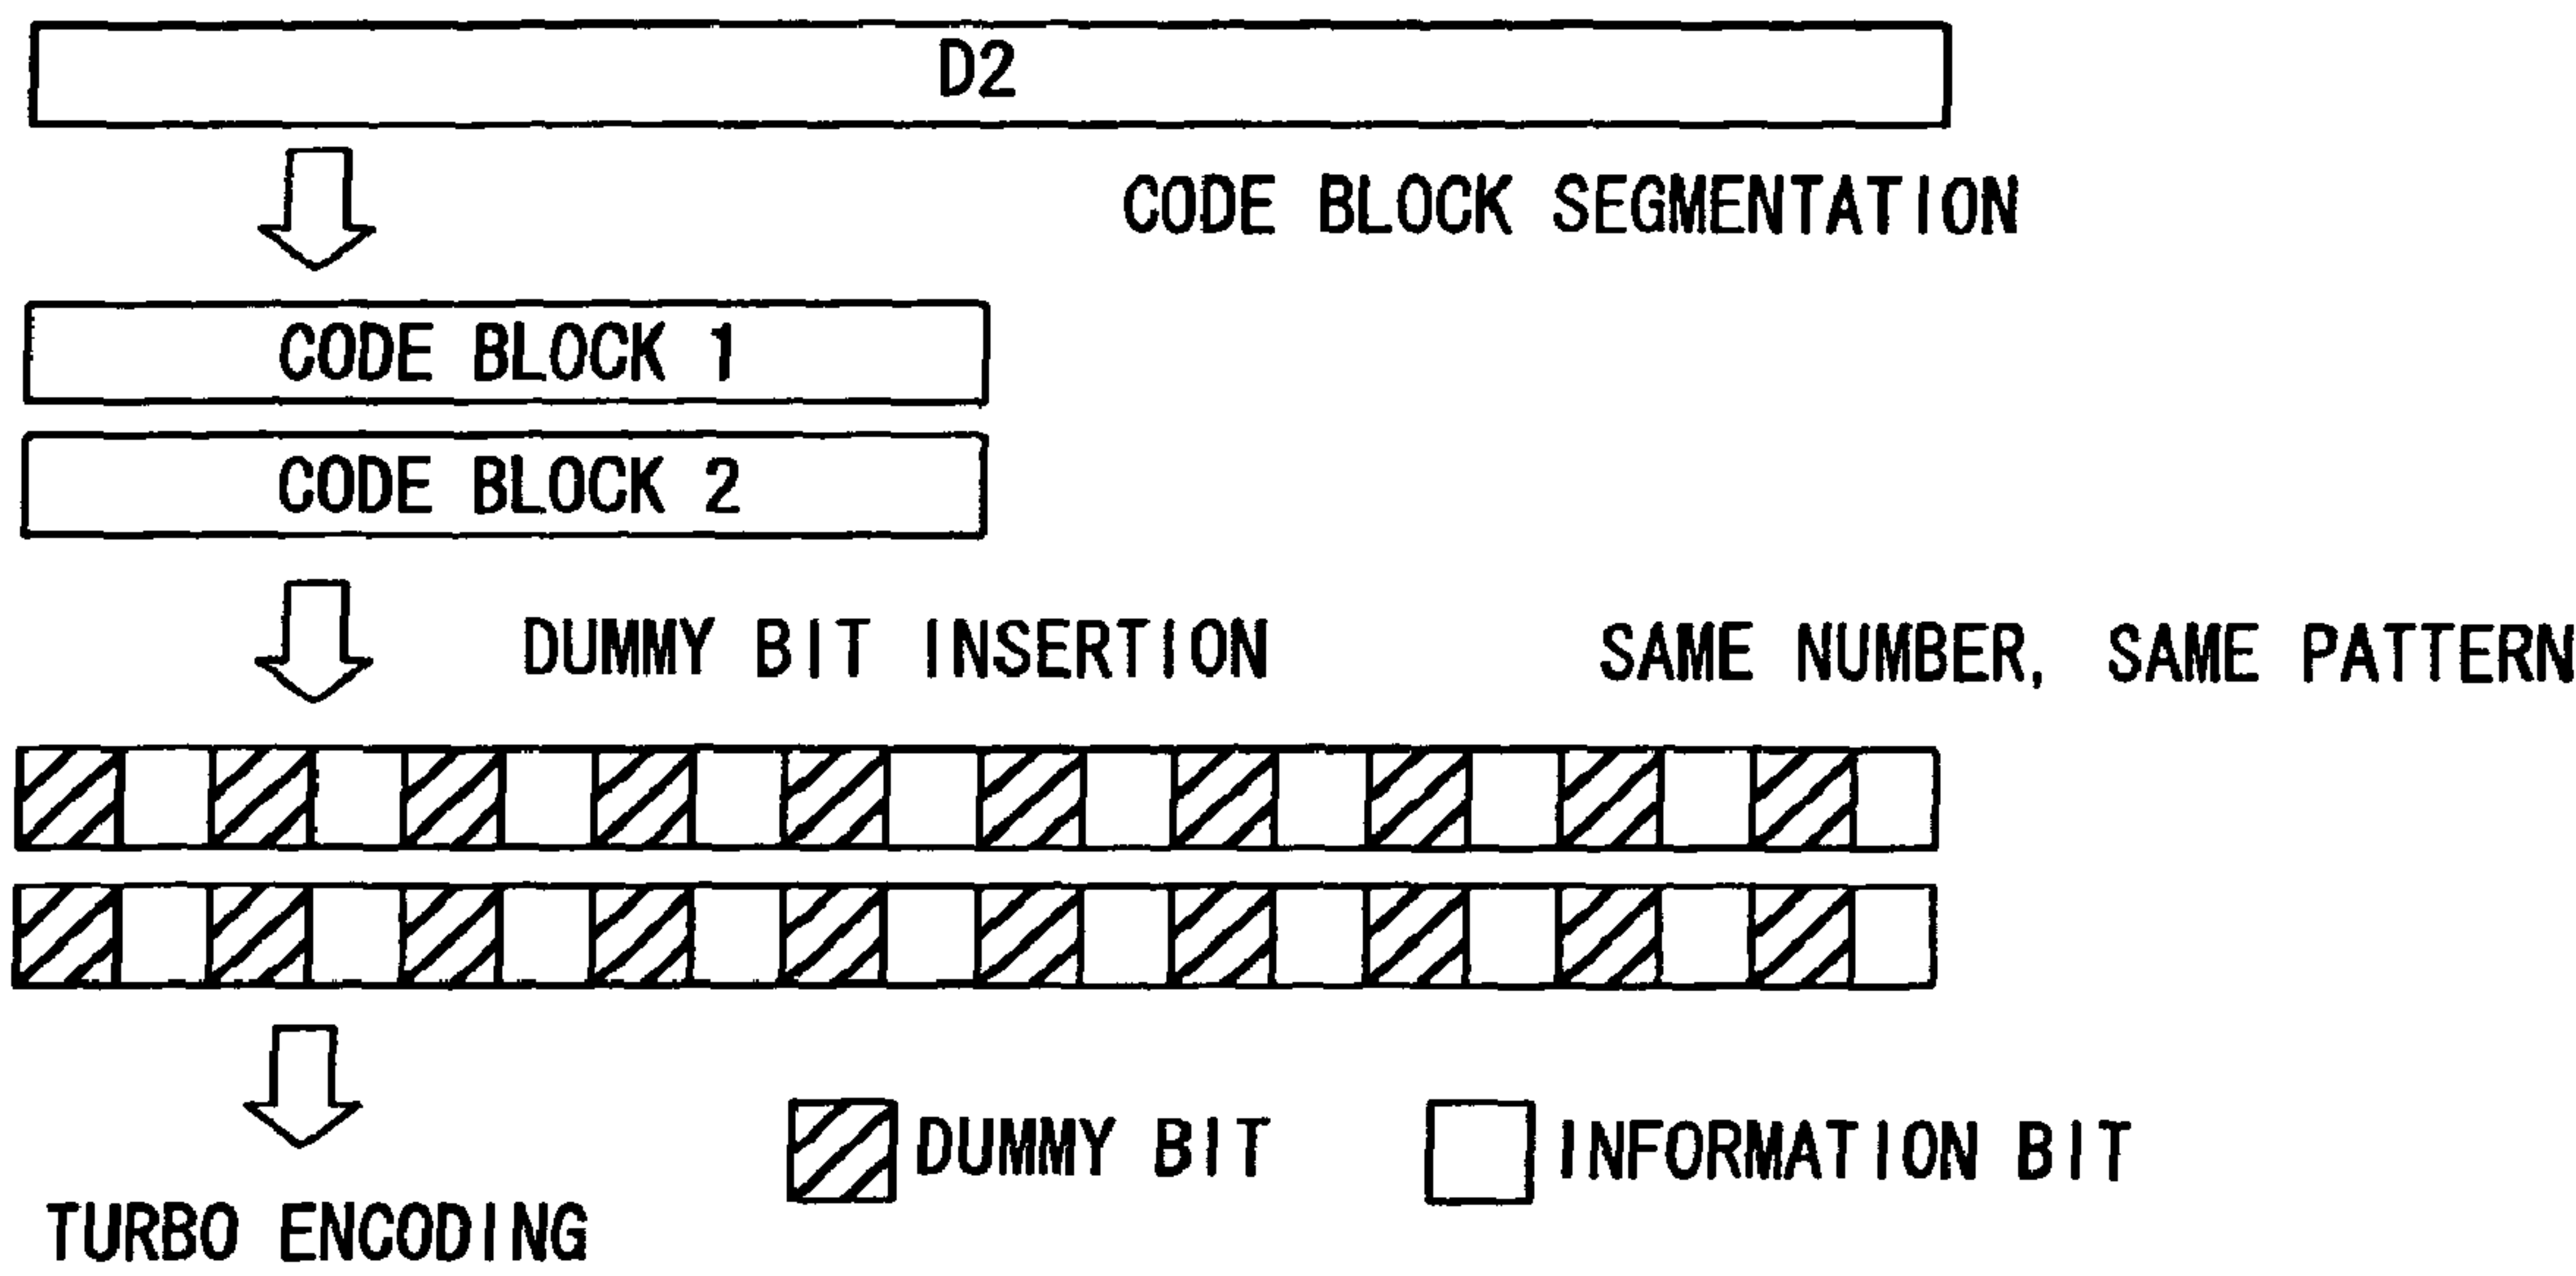 D2
CODE BLOCK SEGMENTATION
CODE BLOCK 1
CODE BLOCK 2
DUMMY BIT INSERTION
SAME NUMBER, SAME PATTERN
DUMMY BIT
INFORMATION BIT
TURBO ENCODING